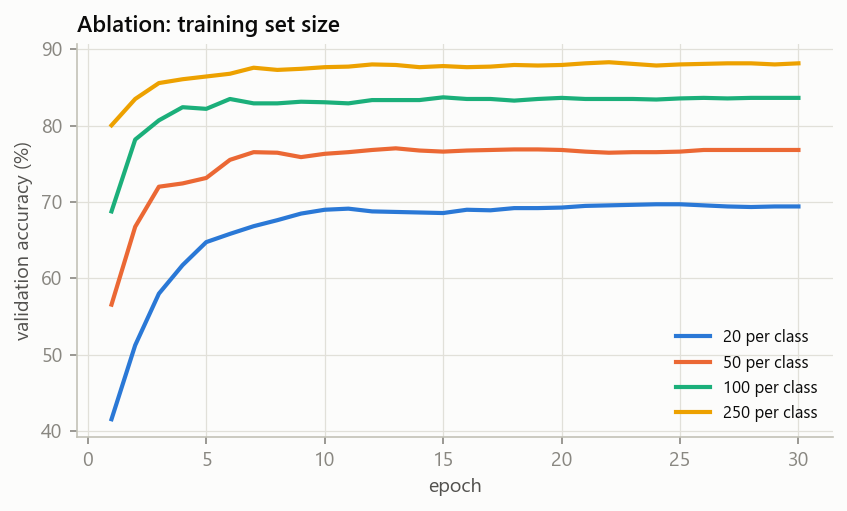 Ablation: training set size
validation accuracy (%)
90
80
70
60
50
40
0 5 10 15 20 25 30
epoch
20 per class
50 per class
100 per class
250 per class